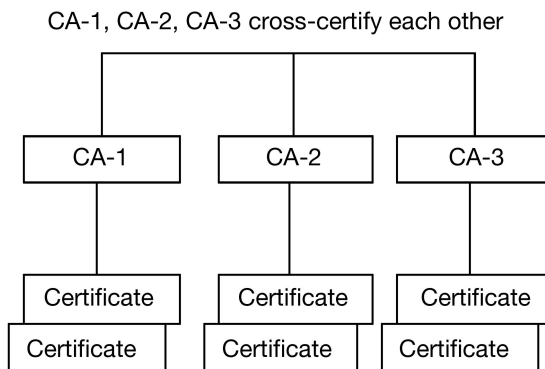 CA-1, CA-2, CA-3 cross-certify each other
CA-1
CA-2
CA-3
Certificate
Certificate
Certificate
Certificate
Certificate
Certificate